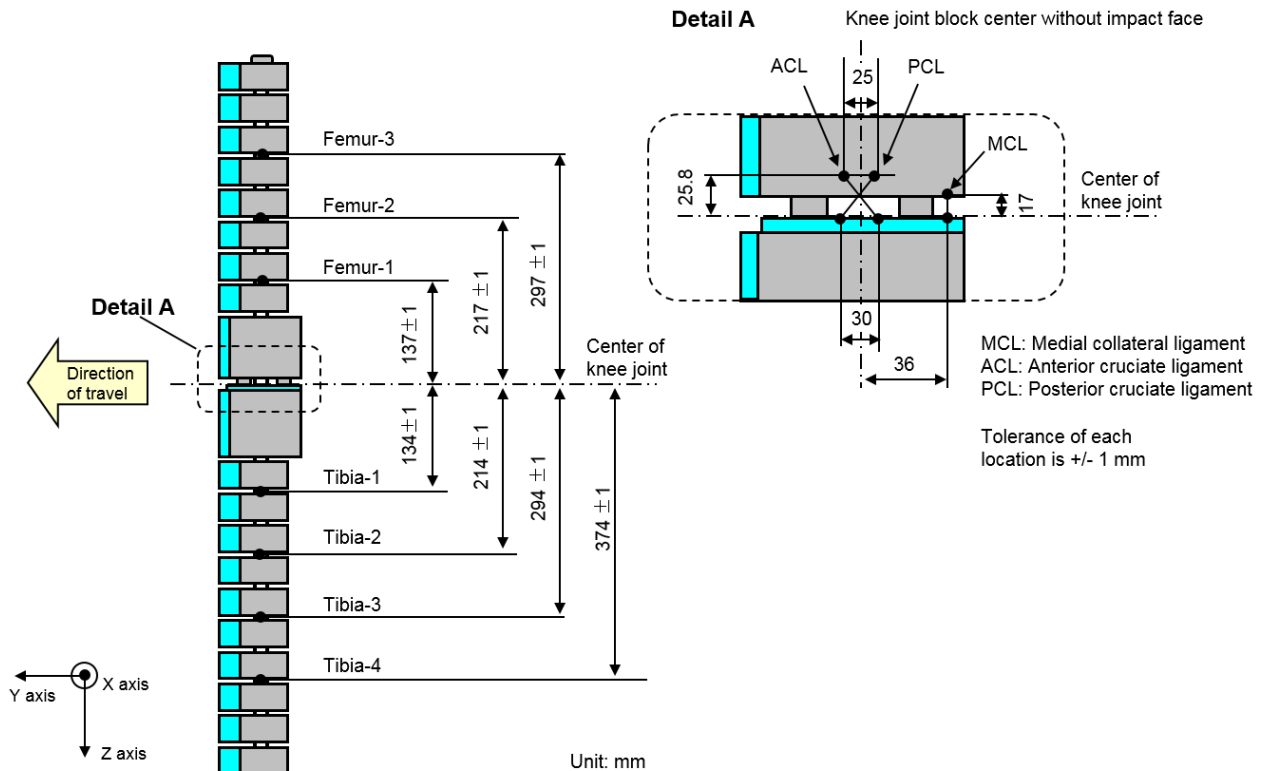 Detail A
Knee joint block center without impact face
ACL
25
PCL
MCL
25.8
17
Center of
knee joint
30
36
MCL: Medial collateral ligament
ACL: Anterior cruciate ligament
PCL: Posterior cruciate ligament
Tolerance of each
location is +/- 1 mm
Femur-3
Femur-2
Femur-1
137±1
217 ±1
297 ±1
Detail A
Direction
of travel
Center of
knee joint
134±1
214 ±1
294 ±1
374 ±1
Tibia-1
Tibia-2
Tibia-3
Tibia-4
Y axis
X axis
Z axis
Unit: mm